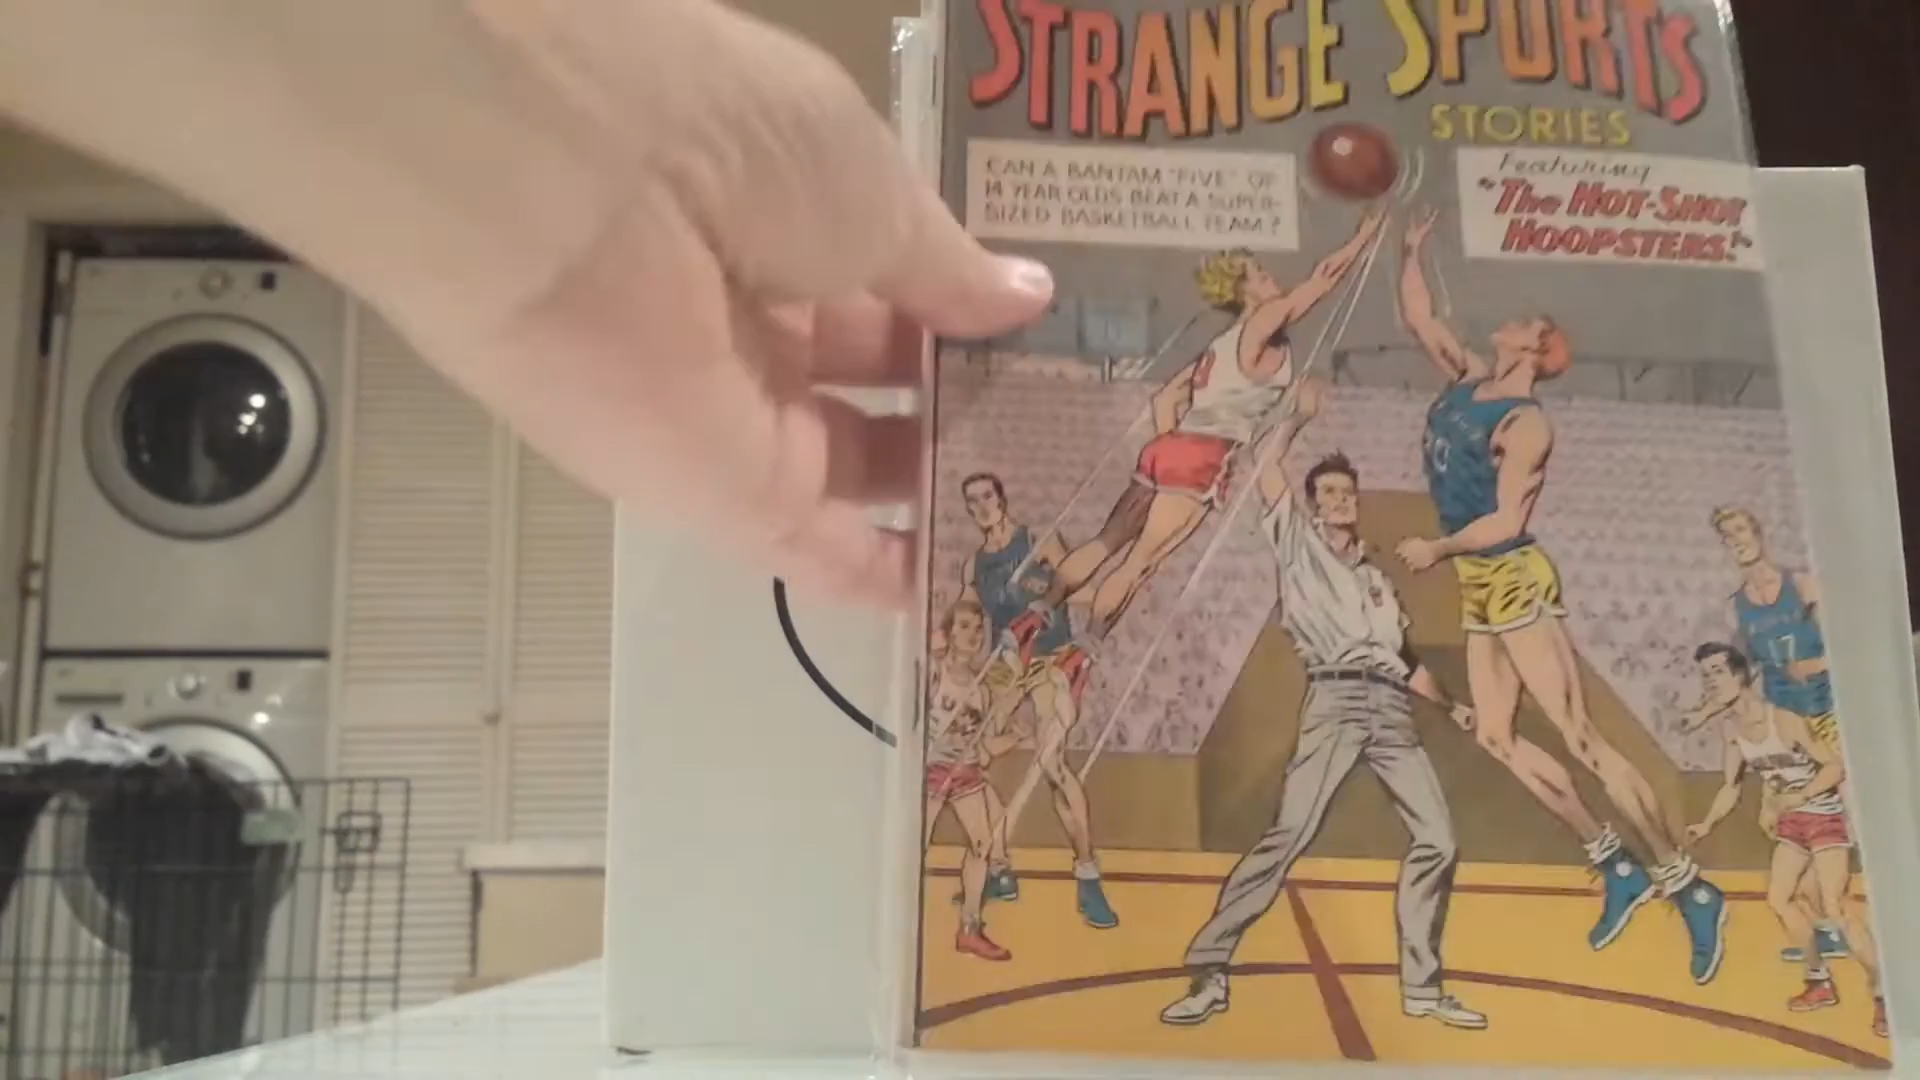 STRANGE SPORTS
STORIES
CAN A BANTAM "FIVE" OF
14 YEAR OLDS BEAT A SUPER-
SIZED BASKETBALL TEAM?
Featuring
"The HOT-SHOT
HOOPSTERS!"
17